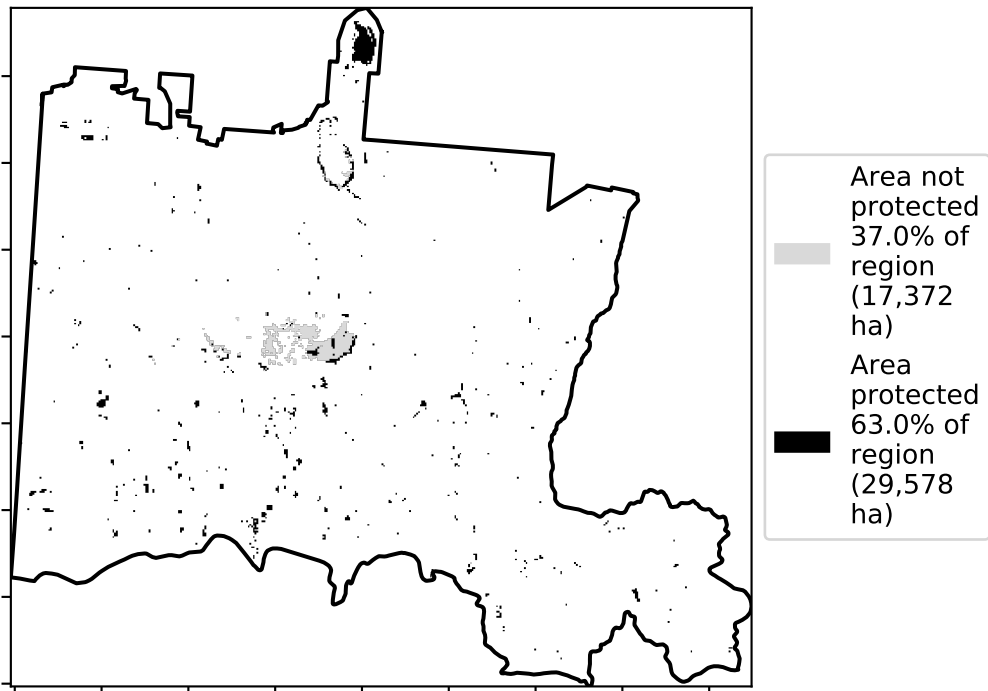 Area not
protected
37.0% of
region
(17,372
ha)
Area
protected
63.0% of
region
(29,578
ha)